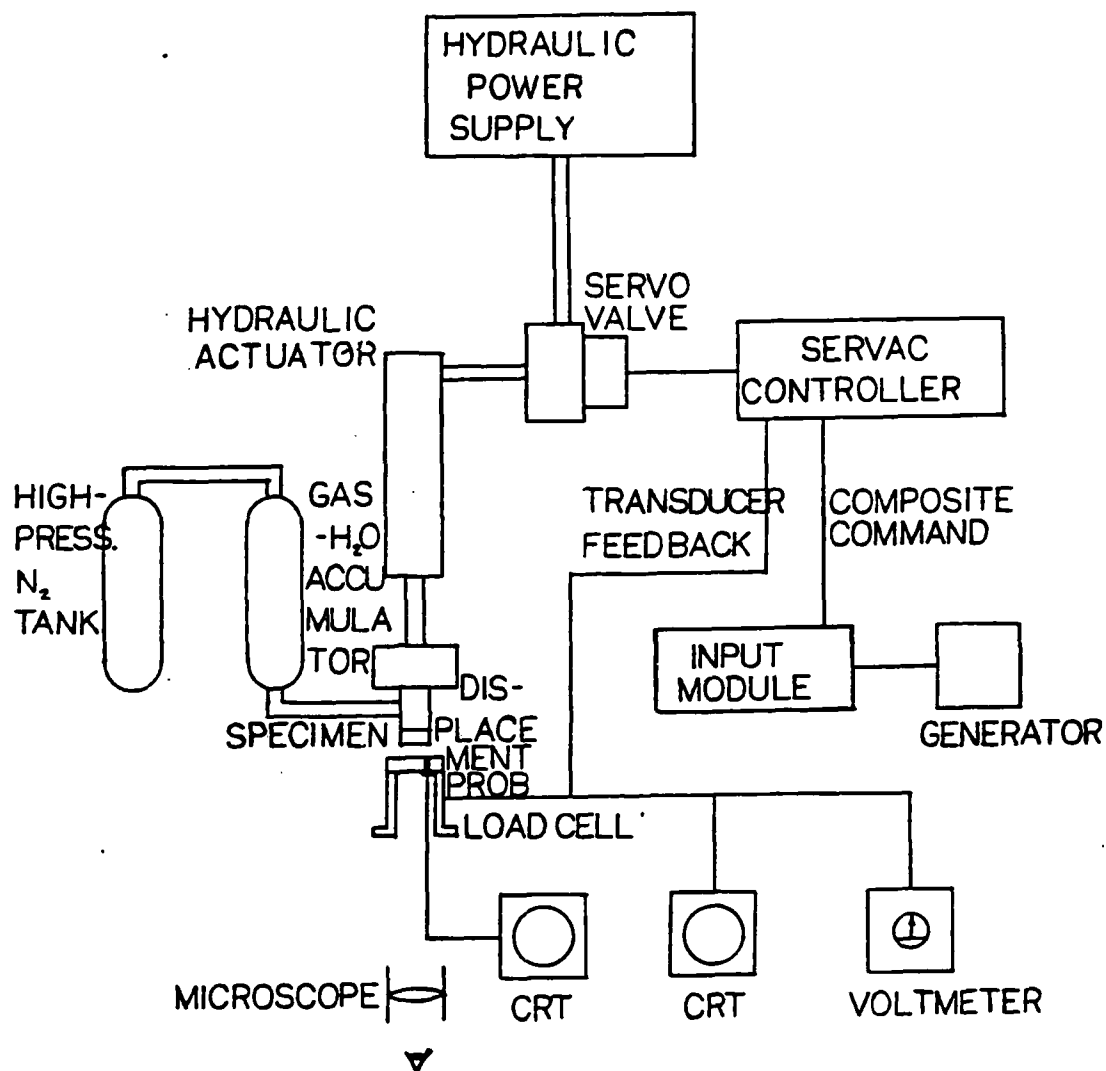 HYDRAULIC
POWER
SUPPLY
SERVO
VALVE
HYDRAULIC
ACTUATOR
SERVAC
CONTROLLER
HIGH-
PRESS.
N₂
TANK
GAS
-H₂O
ACCU
MULA
TOR
TRANSDUCER
FEEDBACK
COMPOSITE
COMMAND
INPUT
MODULE
GENERATOR
SPECIMEN
DIS-
PLACE
MENT
PROB
LOAD CELL
MICROSCOPE
CRT
CRT
VOLTMETER